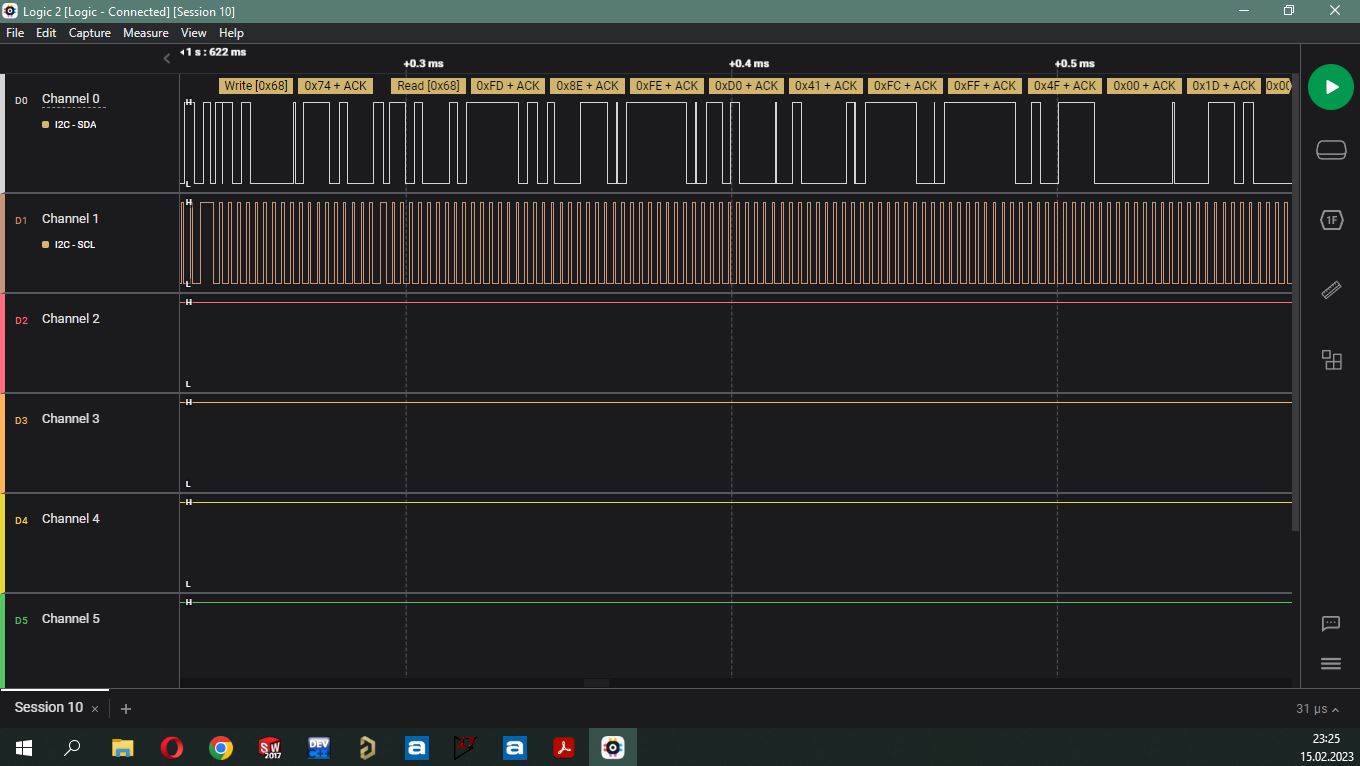 Logic 2 [Logic - Connected] [Session 10]
File Edit Capture Measure View Help
1 s : 622 ms
+0.3 ms +0.4 ms +0.5 ms
Write [0x68] 0x74 + ACK Read [0x68] 0xFD + ACK 0x8E + ACK 0xFE + ACK 0xD0 + ACK 0x41 + ACK 0xFC + ACK 0xFF + ACK 0x4F + ACK 0x00 + ACK 0x1D + ACK 0x00
D0 Channel 0
H
I2C - SDA
L
H
D1 Channel 1
1F
I2C - SCL
L
H
D2 Channel 2
L
H
D3 Channel 3
L
H
D4 Channel 4
L
H
D5 Channel 5
Session 10
31 µs
SW 2017
DEV C++
a
a
23:25
15.02.2023